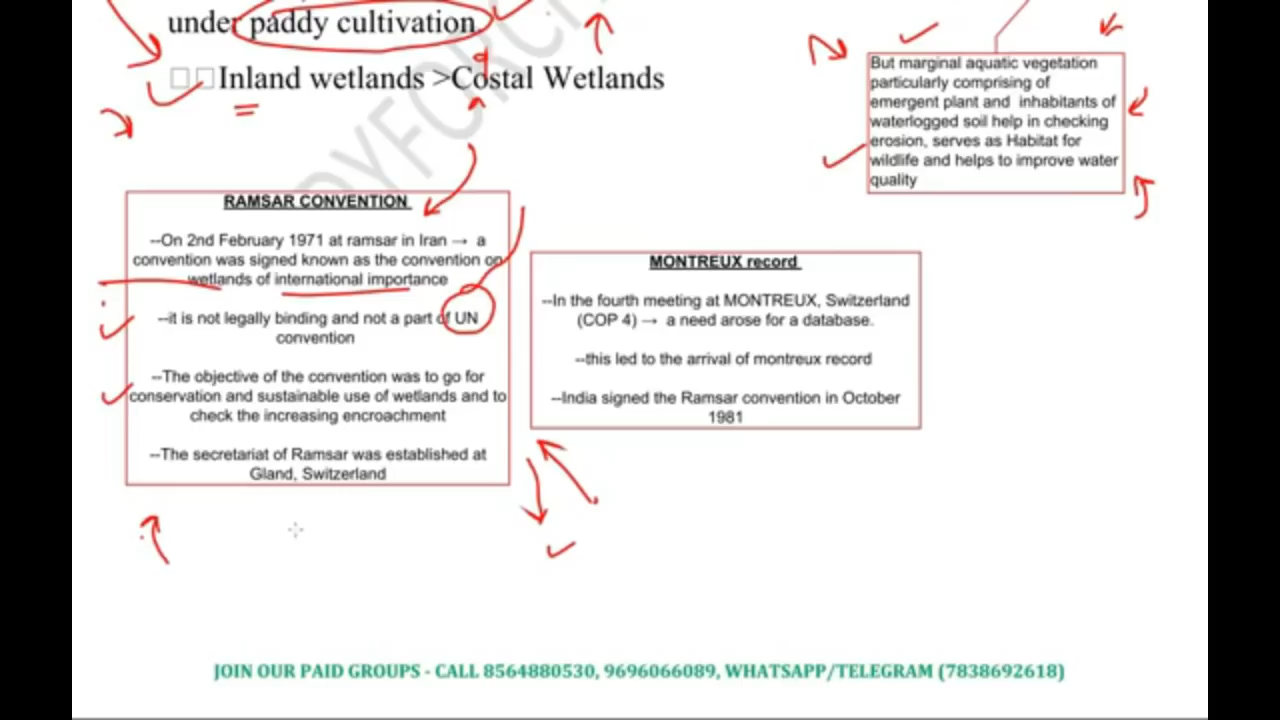 under paddy cultivation
Inland wetlands >Costal Wetlands
But marginal aquatic vegetation
particularly comprising of
emergent plant and inhabitants of
waterlogged soil help in checking
erosion, serves as Habitat for
wildlife and helps to improve water
quality
RAMSAR CONVENTION
--On 2nd February 1971 at ramsar in Iran → a
convention was signed known as the convention on
wetlands of international importance
--it is not legally binding and not a part of UN
convention
--The objective of the convention was to go for
conservation and sustainable use of wetlands and to
check the increasing encroachment
--The secretariat of Ramsar was established at
Gland, Switzerland
MONTREUX record
--In the fourth meeting at MONTREUX, Switzerland
(COP 4) → a need arose for a database.
--this led to the arrival of montreux record
--India signed the Ramsar convention in October
1981
JOIN OUR PAID GROUPS - CALL 8564880530, 9696066089, WHATSAPP/TELEGRAM (7838692618)